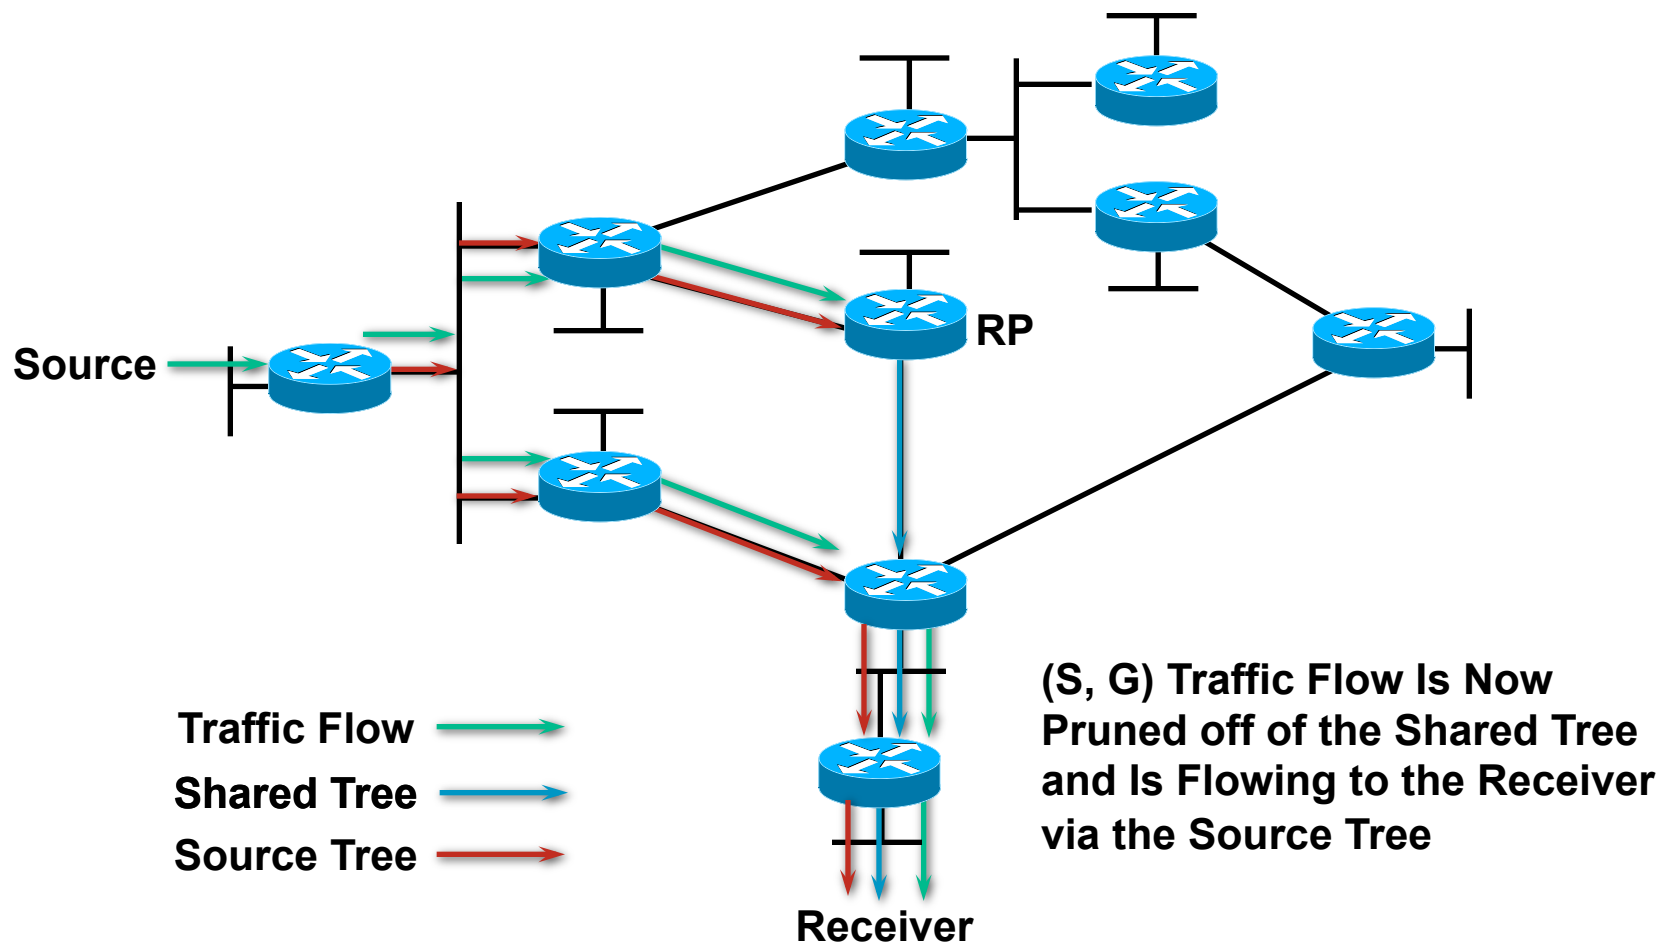 RP
Source
Traffic Flow
Shared Tree
Source Tree
(S, G) Traffic Flow Is Now
Pruned off of the Shared Tree
and Is Flowing to the Receiver
via the Source Tree
Receiver